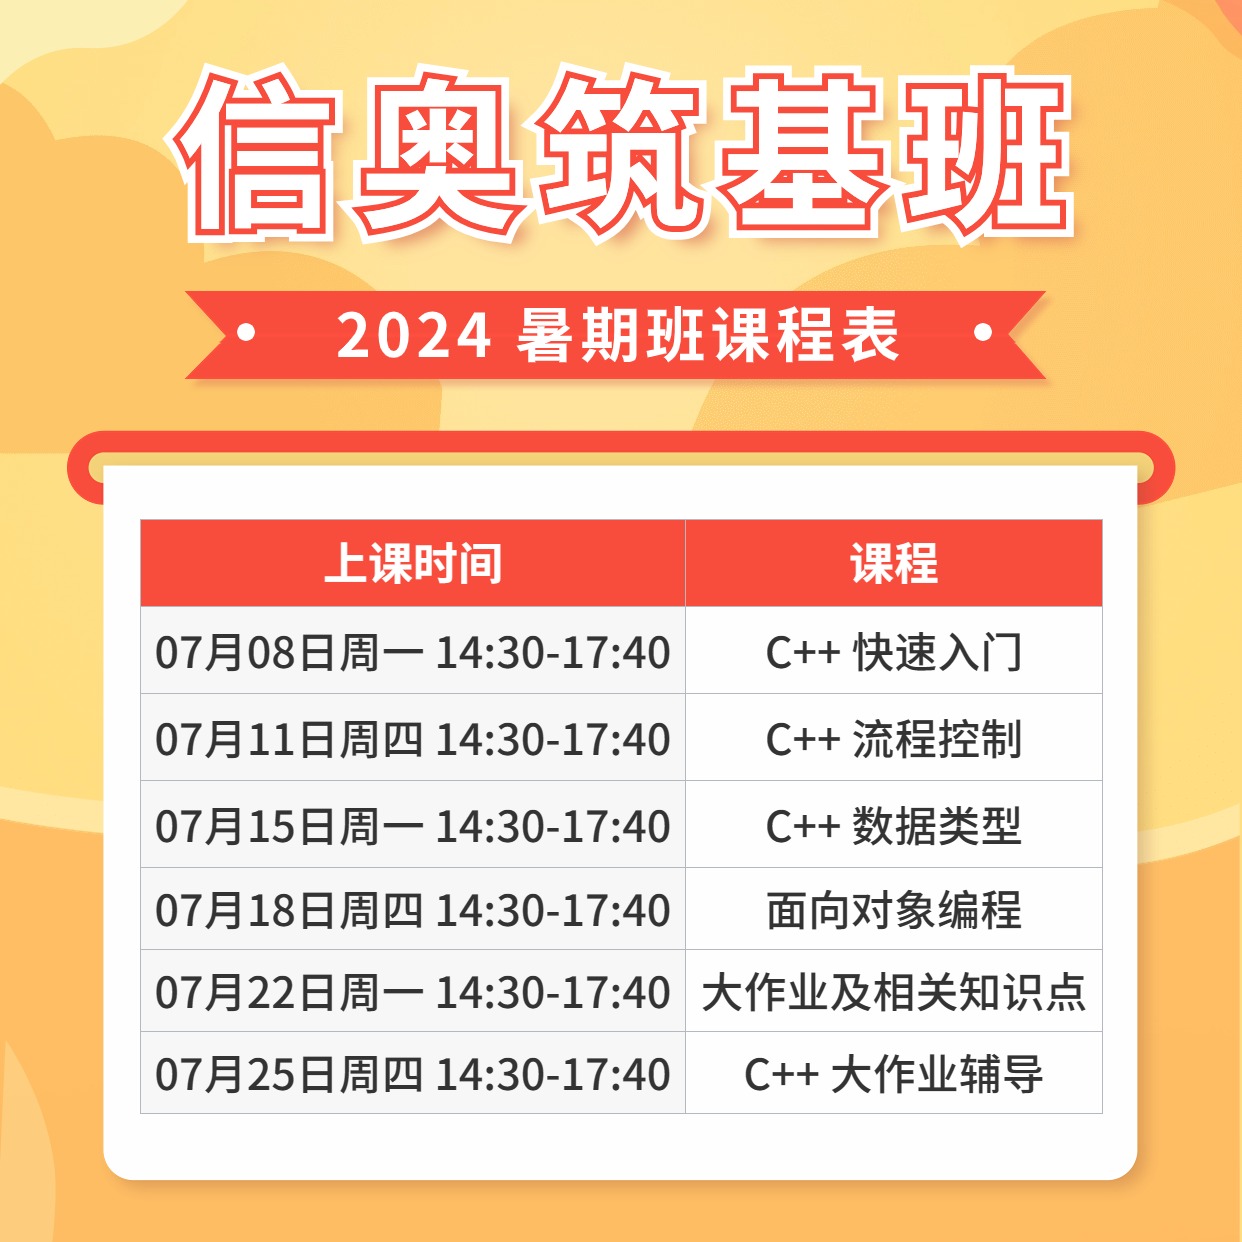 信奥筑基班
2024 暑期班课程表
上课时间 课程
07月08日周一 14:30-17:40 C++ 快速入门
07月11日周四 14:30-17:40 C++ 流程控制
07月15日周一 14:30-17:40 C++ 数据类型
07月18日周四 14:30-17:40 面向对象编程
07月22日周一 14:30-17:40 大作业及相关知识点
07月25日周四 14:30-17:40 C++ 大作业辅导